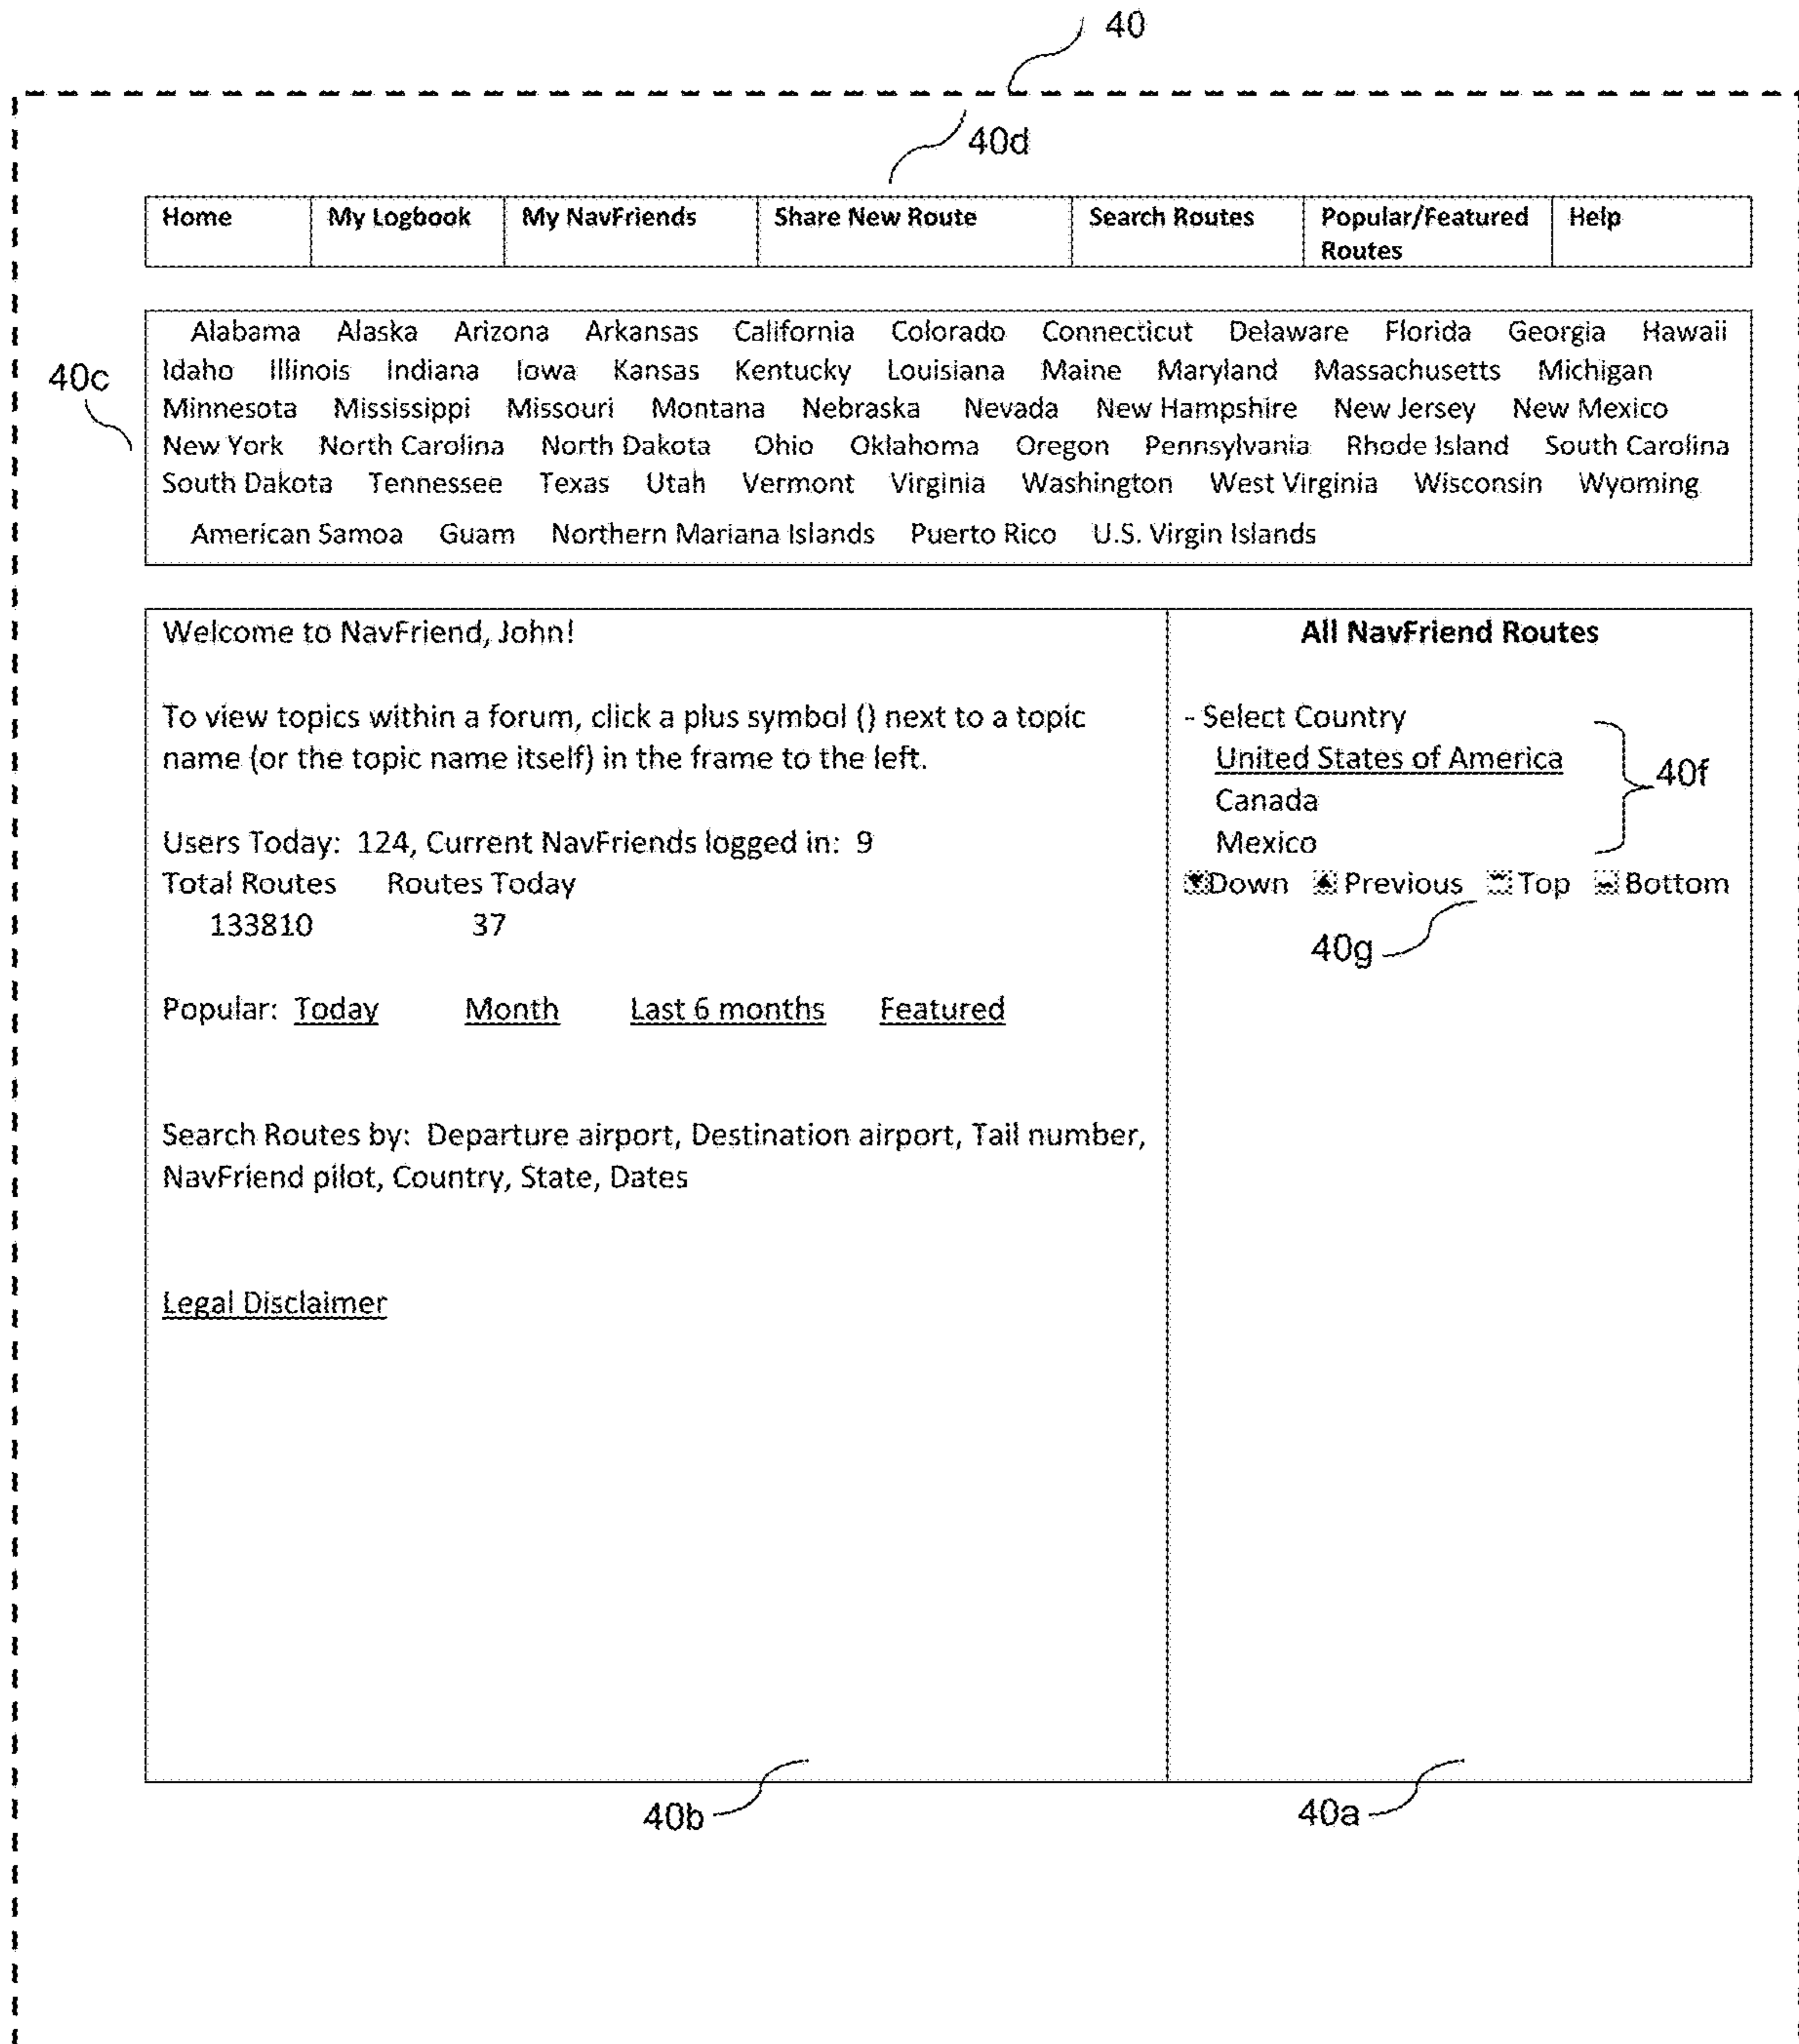 40
40d
Home My Logbook My NavFriends Share New Route Search Routes Popular/Featured Routes Help
40c
Alabama Alaska Arizona Arkansas California Colorado Connecticut Delaware Florida Georgia Hawaii
Idaho Illinois Indiana Iowa Kansas Kentucky Louisiana Maine Maryland Massachusetts Michigan
Minnesota Mississippi Missouri Montana Nebraska Nevada New Hampshire New Jersey New Mexico
New York North Carolina North Dakota Ohio Oklahoma Oregon Pennsylvania Rhode Island South Carolina
South Dakota Tennessee Texas Utah Vermont Virginia Washington West Virginia Wisconsin Wyoming
American Samoa Guam Northern Mariana Islands Puerto Rico U.S. Virgin Islands
Welcome to NavFriend, John!
To view topics within a forum, click a plus symbol () next to a topic
name (or the topic name itself) in the frame to the left.
Users Today: 124, Current NavFriends logged in: 9
Total Routes Routes Today
133810 37
Popular: Today Month Last 6 months Featured
Search Routes by: Departure airport, Destination airport, Tail number,
NavFriend pilot, Country, State, Dates
Legal Disclaimer
All NavFriend Routes
- Select Country
United States of America
Canada
Mexico
40f
Down Previous Top Bottom
40g
40b
40a